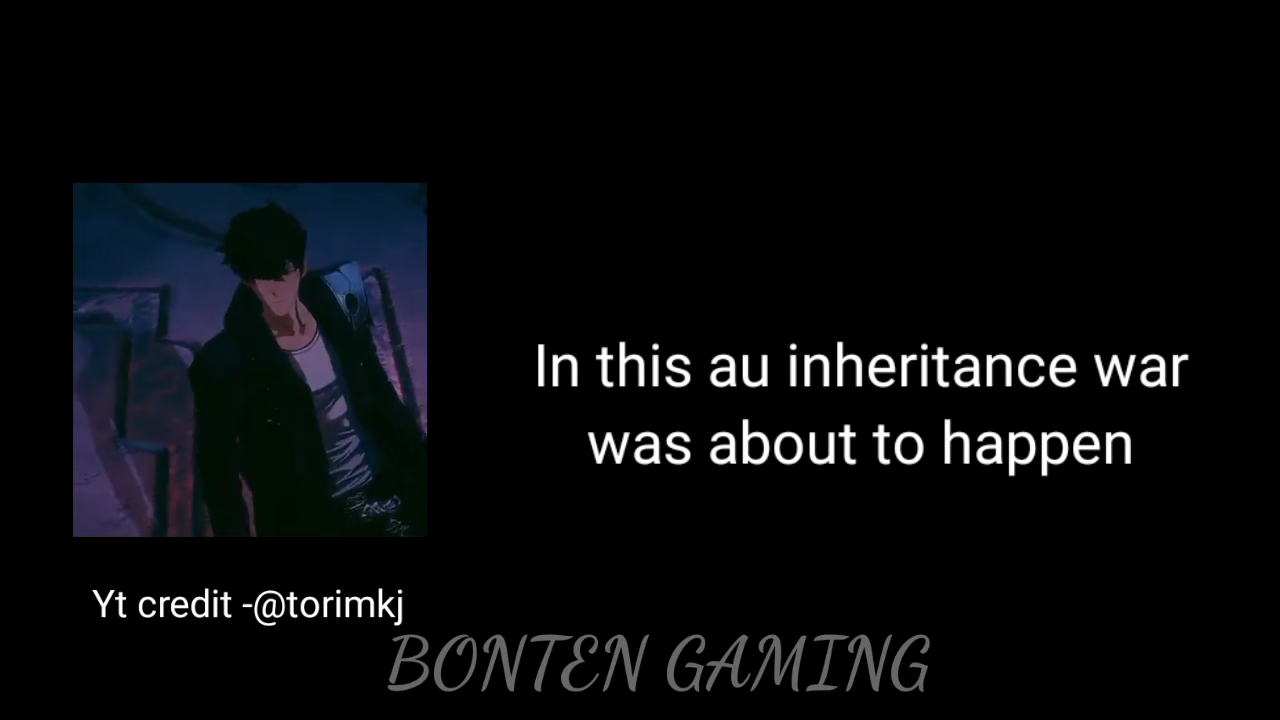 In this au inheritance war
was about to happen
Yt credit -@torimkj
BONTEN GAMING